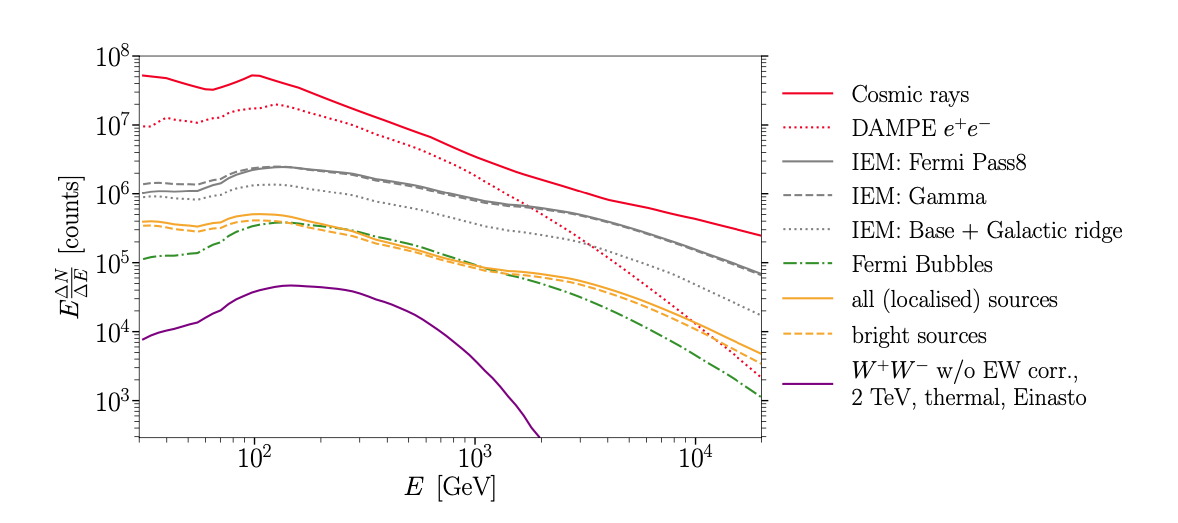 10^8
10^7
10^6
10^5
10^4
10^3
E ΔN/ΔE [counts]
10^2 10^3 10^4
E [GeV]
Cosmic rays
DAMPE e⁺e⁻
IEM: Fermi Pass8
IEM: Gamma
IEM: Base + Galactic ridge
Fermi Bubbles
all (localised) sources
bright sources
W⁺W⁻ w/o EW corr.,
2 TeV, thermal, Einasto